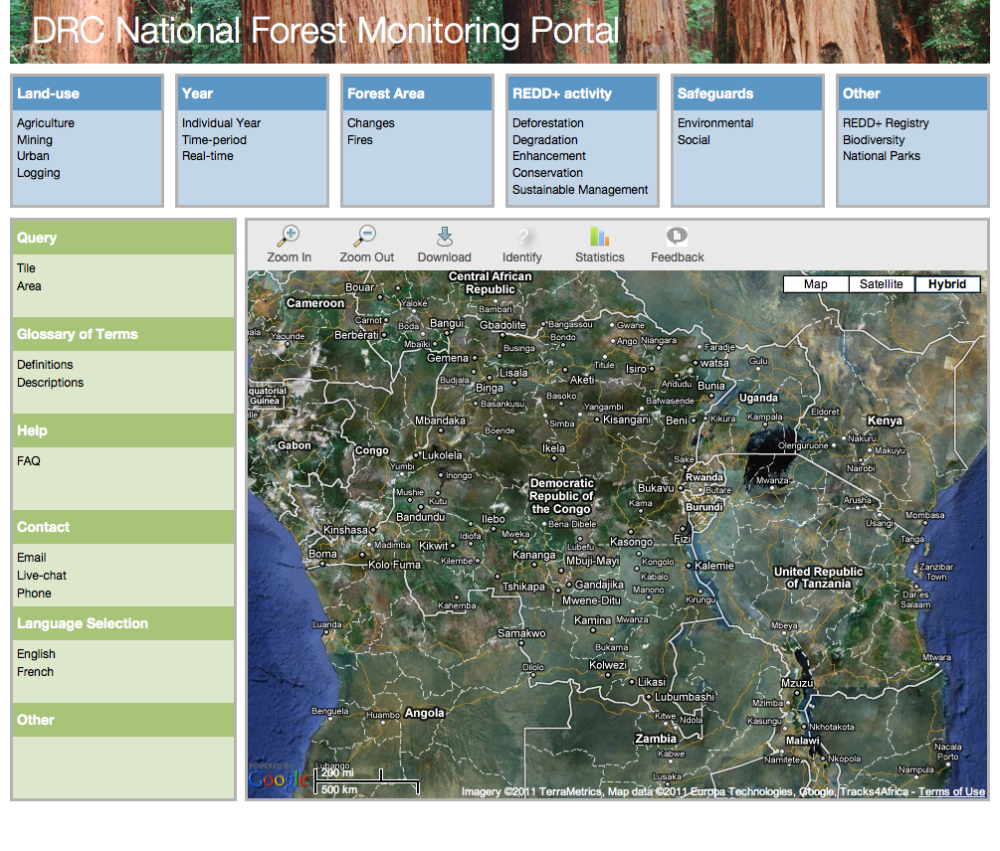 DRC National Forest Monitoring Portal
Land-use
Agriculture
Mining
Urban
Logging
Year
Individual Year
Time-period
Real-time
Forest Area
Changes
Fires
REDD+ activity
Deforestation
Degradation
Enhancement
Conservation
Sustainable Management
Safeguards
Environmental
Social
Other
REDD+ Registry
Biodiversity
National Parks
Query
Tile
Area
Glossary of Terms
Definitions
Descriptions
Help
FAQ
Contact
Email
Live-chat
Phone
Language Selection
English
French
Other
Zoom In
Zoom Out
Download
Identify
Statistics
Feedback
Map
Satellite
Hybrid
Central African
Republic
Bouar
Yaloké
Bambari
Cameroon
Carnot
Boda
Bangui
Gbadolite
Bangassou
Gwane
Yaounde
Berbérati
Mbaïki
Bondo
Ango
Niangara
Faradje
Businga
Gemena
Titule
Isiro
watsa
Gulu
Budjala
Lisala
Aketi
Binga
Andudu
Bunia
quatorial
Guinea
Basankusu
Basoko
Yangambi
Bafwasende
Uganda
Mbandaka
Simba
Kisangani
Beni
Kikura
Kampala
Eldoret
Kenya
Boende
Gabon
Congo
Ikela
Olenguruone
Nakuru
Makuyu
Lukolela
Yumbi
Inongo
Sake
Nairobi
Rwanda
Mwanza
Democratic
Republic of
the Congo
Bukavu
Butare
Mushie
Kutu
Kama
Burundi
Arusha
Bandundu
Ilebo
Bena Dibele
Usangi
Mombasa
Kinshasa
Idiofa
Mweka
Kasongo
Fizi
Tanga
Boma
Madimba
Kikwit
Lubefu
Kolo Fuma
Kilembe
Kananga
Mbuji-Mayi
Kongolo
Kalemie
Zanzibar
Town
Kabalo
United Republic
of Tanzania
Tshikapa
Gandajika
Manono
Mwene-Ditu
Kirungu
Dar es
Salaam
Kahemba
Luanda
Samakwo
Kamina
Mwanza
Mbeya
Bukama
Dilolo
Kolwezi
Mtwara
Likasi
Mzuzu
Lubumbashi
Benguela
Huambo
Angola
Mzimba
Kitwe
Ndola
Kasungu
Nkhotakota
Zambia
Malawi
Kabwe
Nacala
Porto
Namitete
Nkopola
Nampula
Lubango
Lusaka
POWERED BY
Google
200 mi
500 km
Imagery ©2011 TerraMetrics, Map data ©2011 Europa Technologies, Google, Tracks4Africa - Terms of Use